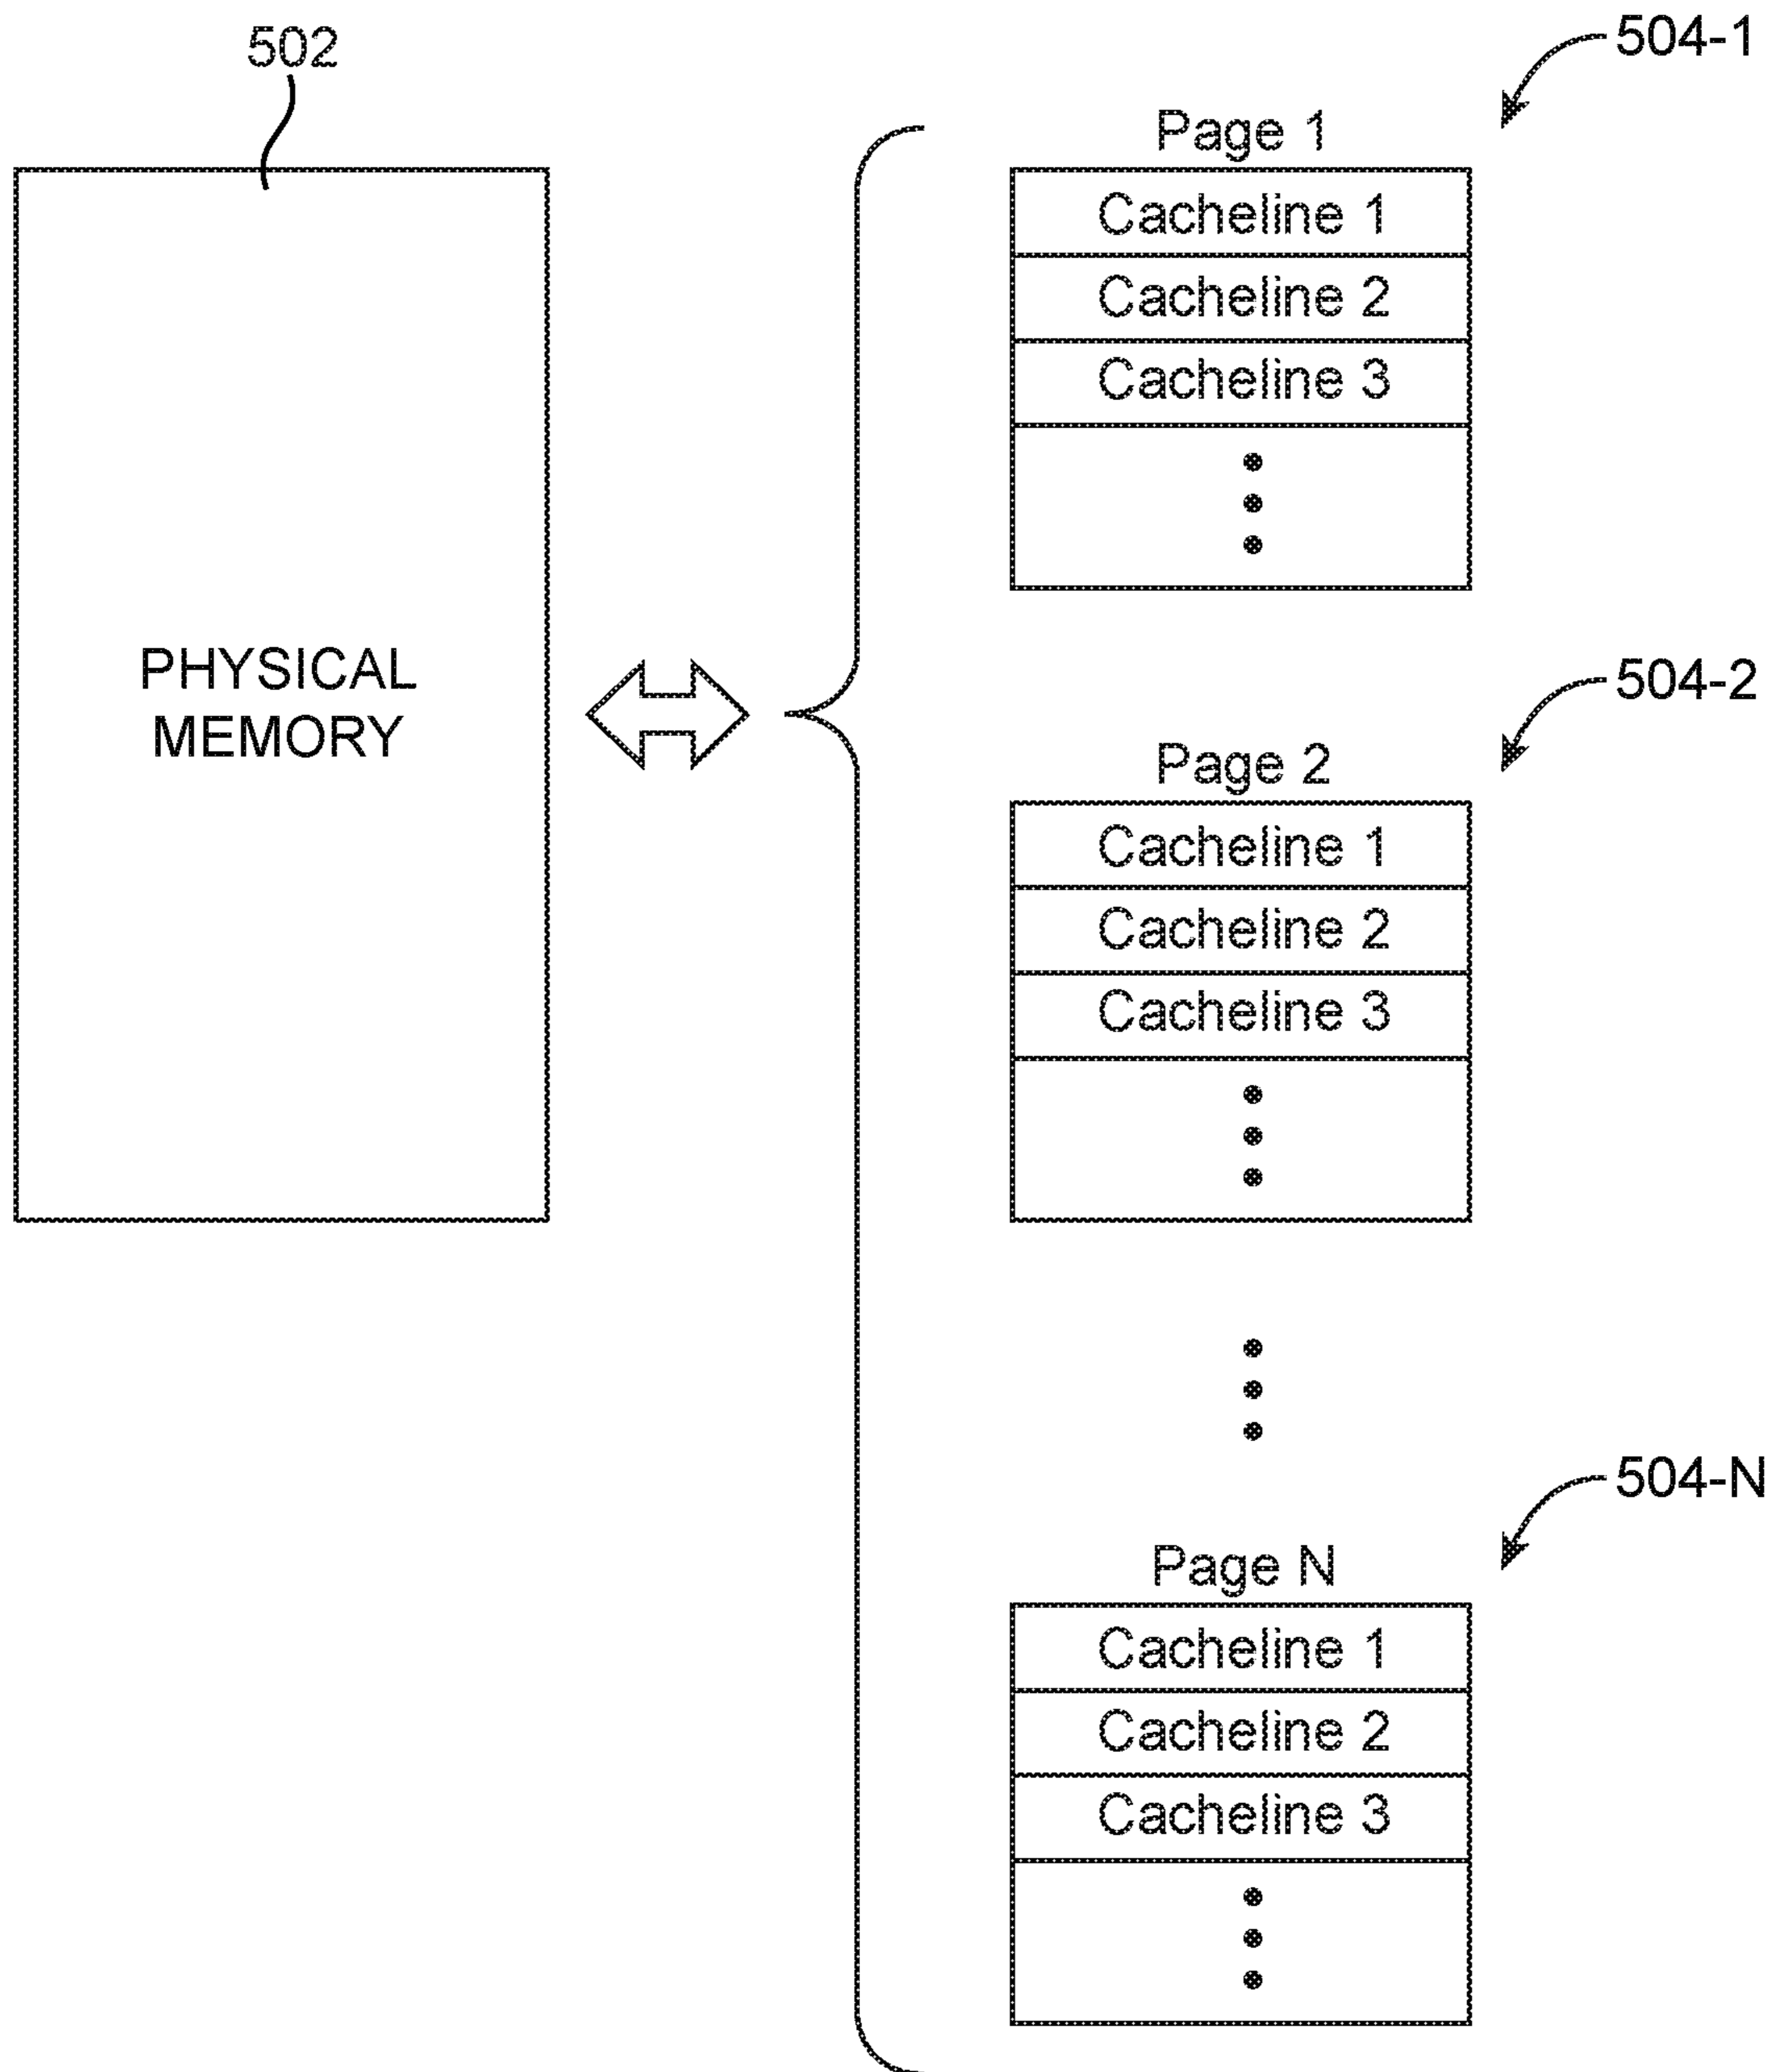 502
PHYSICAL
MEMORY
504-1
Page 1
Cacheline 1
Cacheline 2
Cacheline 3
504-2
Page 2
Cacheline 1
Cacheline 2
Cacheline 3
504-N
Page N
Cacheline 1
Cacheline 2
Cacheline 3